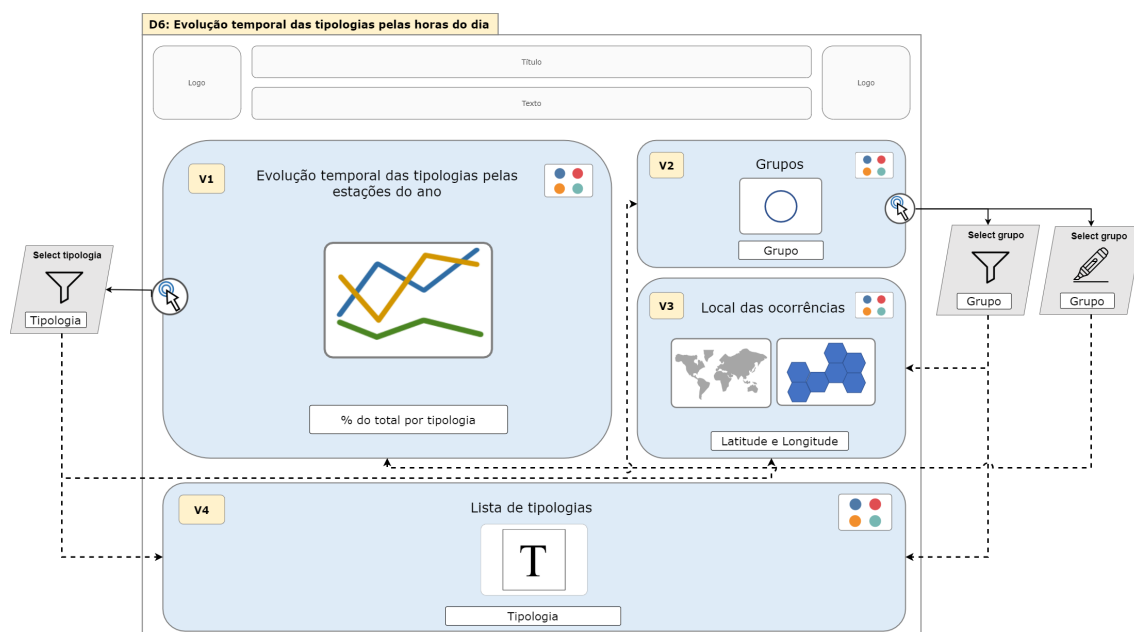 D6: Evolução temporal das tipologias pelas horas do dia
Logo
Título
Texto
Logo
V1
Evolução temporal das tipologias pelas
estações do ano
% do total por tipologia
V2
Grupos
Grupo
V3
Local das ocorrências
Latitude e Longitude
Select tipologia
Tipologia
Select grupo
Grupo
Select grupo
Grupo
V4
Lista de tipologias
T
Tipologia